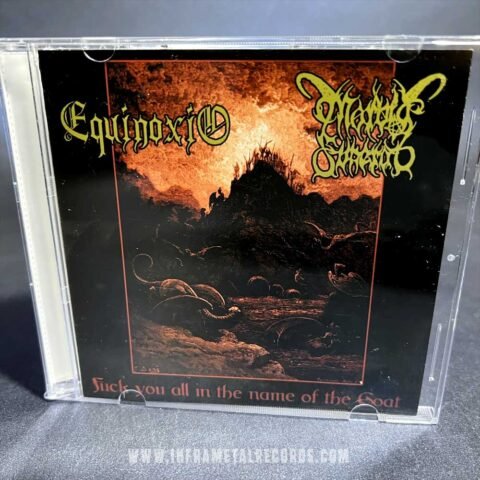 EquinoxiO
Fuck you all in the name of the Goat
WWW.INFRAMETALRECORDS.COM